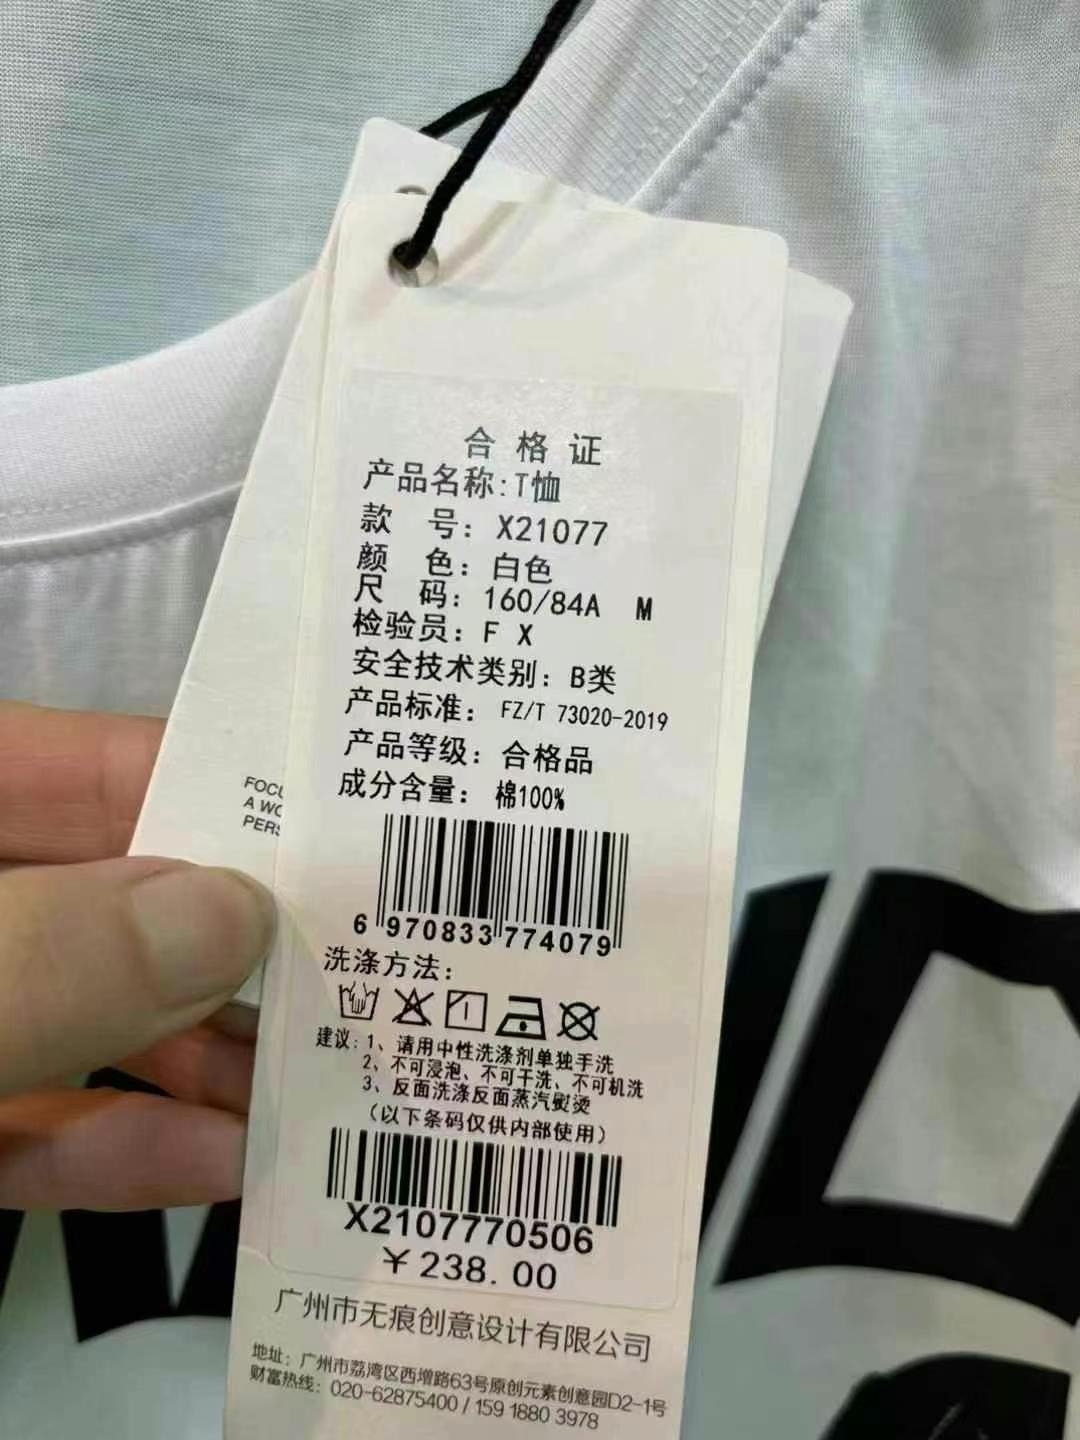 合格证
产品名称:T恤
款 号: X21077
颜 色: 白色
尺 码: 160/84A M
检验员: F X
安全技术类别: B类
产品标准: FZ/T 73020-2019
产品等级: 合格品
成分含量: 棉100%
6 970833 774079
洗涤方法:
建议:1、请用中性洗涤剂单独手洗
2、不可浸泡、不可干洗、不可机洗
3、反面洗涤反面蒸汽熨烫
(以下条码仅供内部使用)
X2107770506
¥238.00
广州市无痕创意设计有限公司
地址: 广州市荔湾区西增路63号原创元素创意园D2-1号
财富热线: 020-62875400 / 159 1880 3978
A